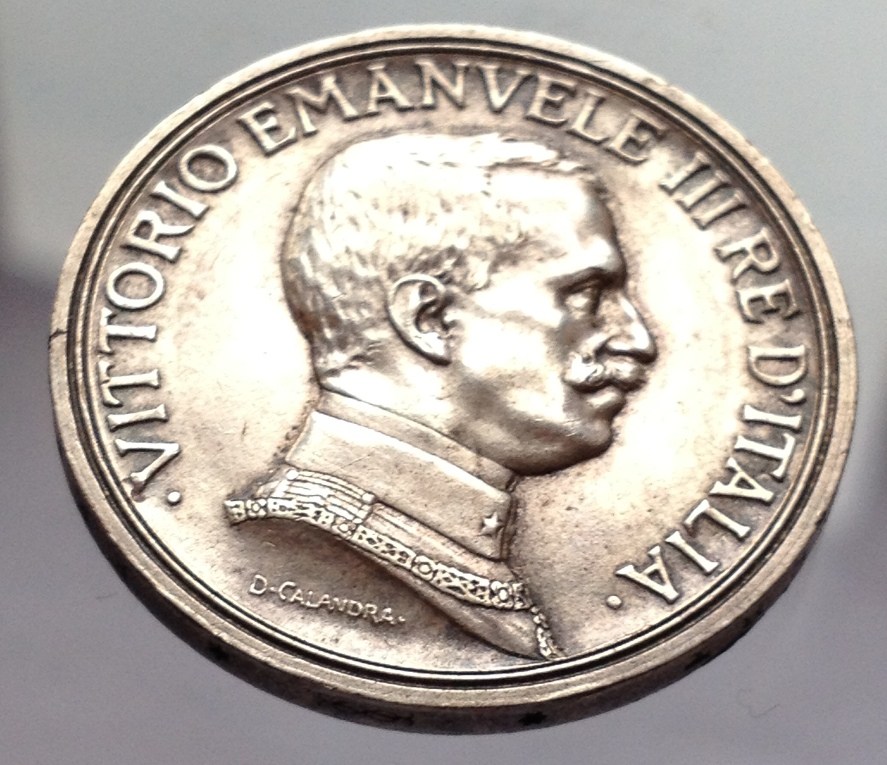 · VITTORIO EMANVELE III RE D'ITALIA ·
D·CALANDRA·